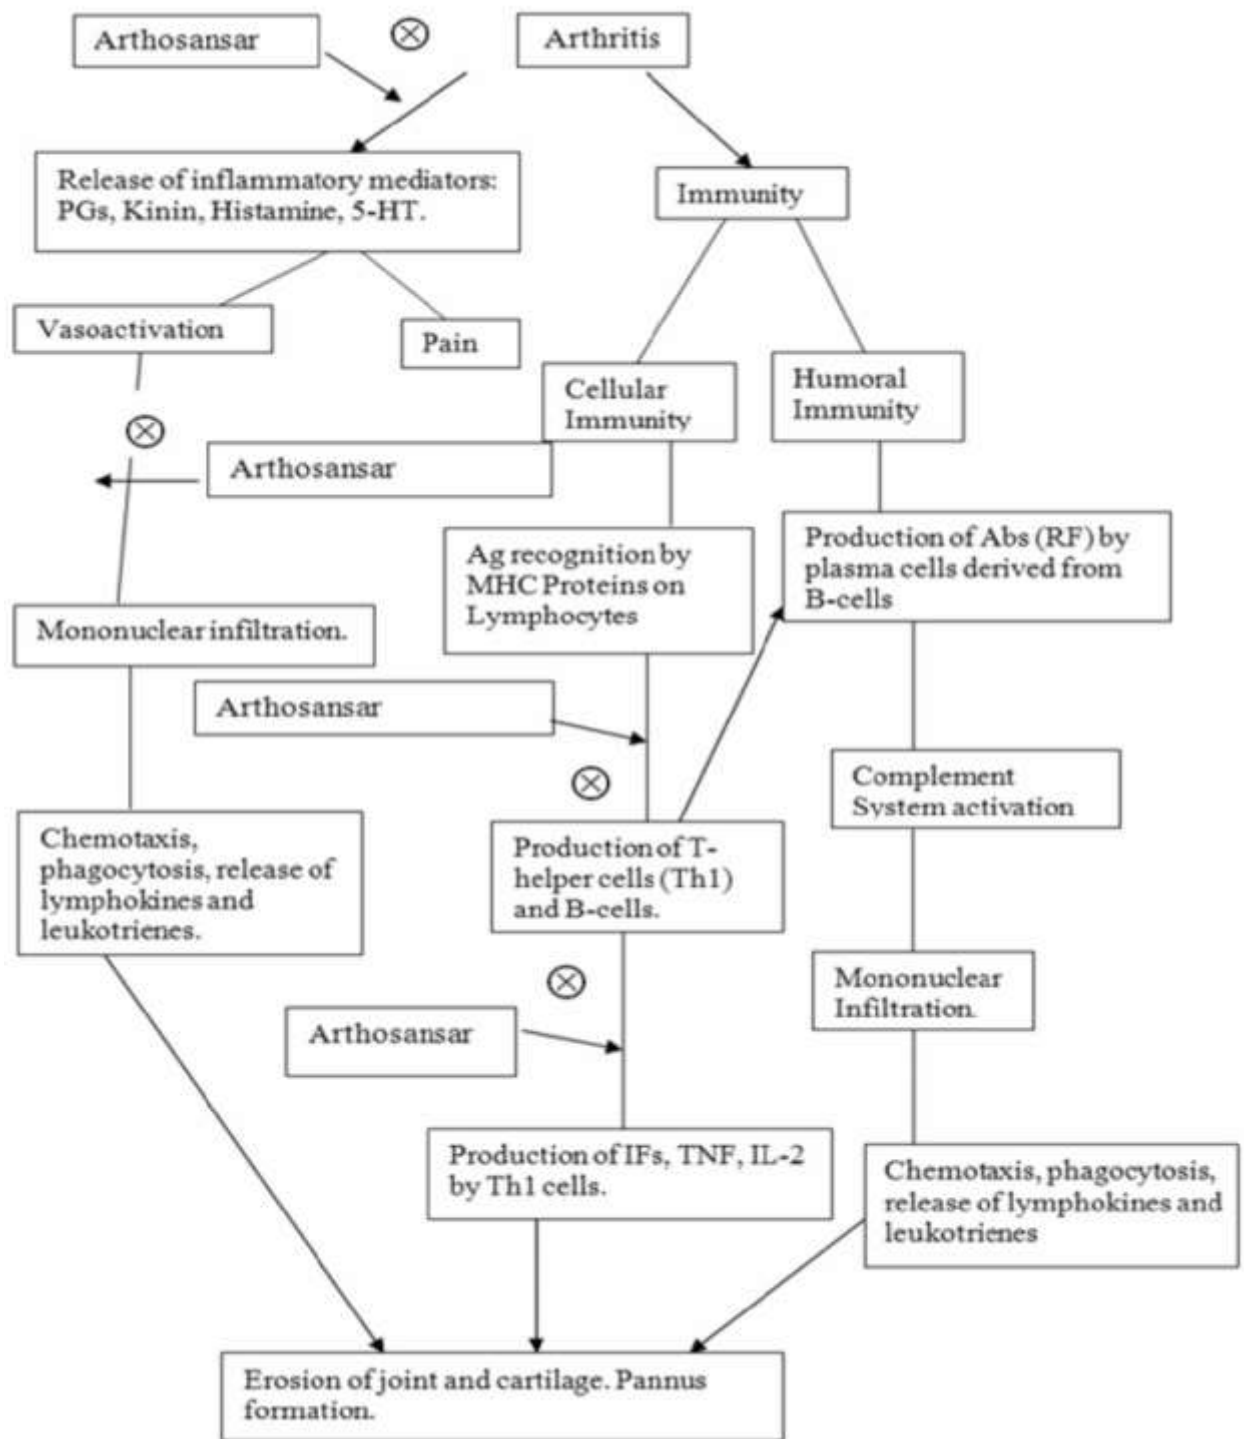 Arthosansar
Arthritis
Release of inflammatory mediators:
PGs, Kinin, Histamine, 5-HT.
Immunity
Vasoactivation
Pain
Cellular
Immunity
Humoral
Immunity
Arthosansar
Ag recognition by
MHC Proteins on
Lymphocytes
Production of Abs (RF) by
plasma cells derived from
B-cells
Mononuclear infiltration.
Arthosansar
Complement
System activation
Chemotaxis,
phagocytosis, release of
lymphokines and
leukotrienes.
Production of T-
helper cells (Th1)
and B-cells.
Mononuclear
Infiltration.
Arthosansar
Production of IFs, TNF, IL-2
by Th1 cells.
Chemotaxis, phagocytosis,
release of lymphokines and
leukotrienes
Erosion of joint and cartilage. Pannus
formation.